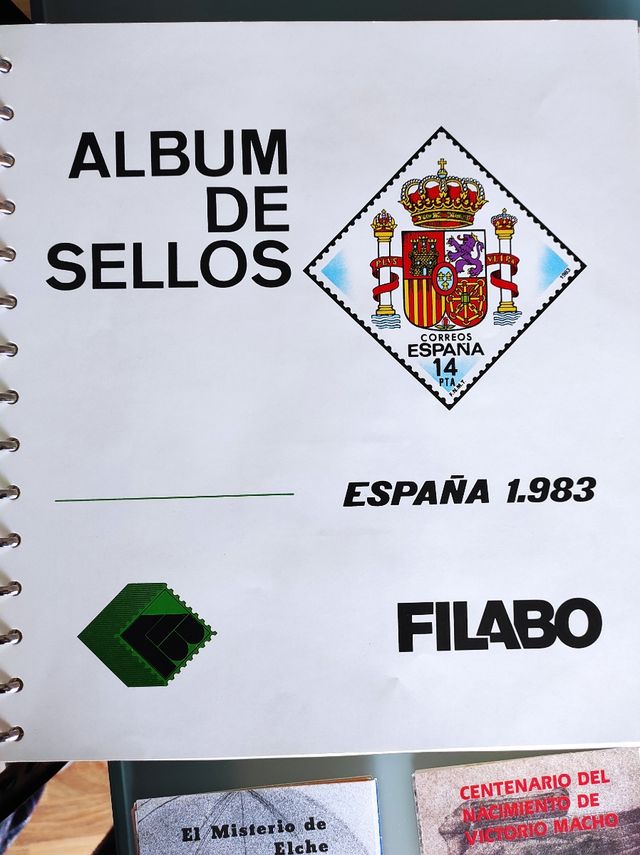 ALBUM
DE
SELLOS
PLUS
VLTRA
1983
CORREOS
ESPAÑA
14
PTA
F.N.M.T
ESPAÑA 1.983
FILABO
El Misterio de
Elche
CENTENARIO DEL
NACIMIENTO DE
VICTORIO MACHO